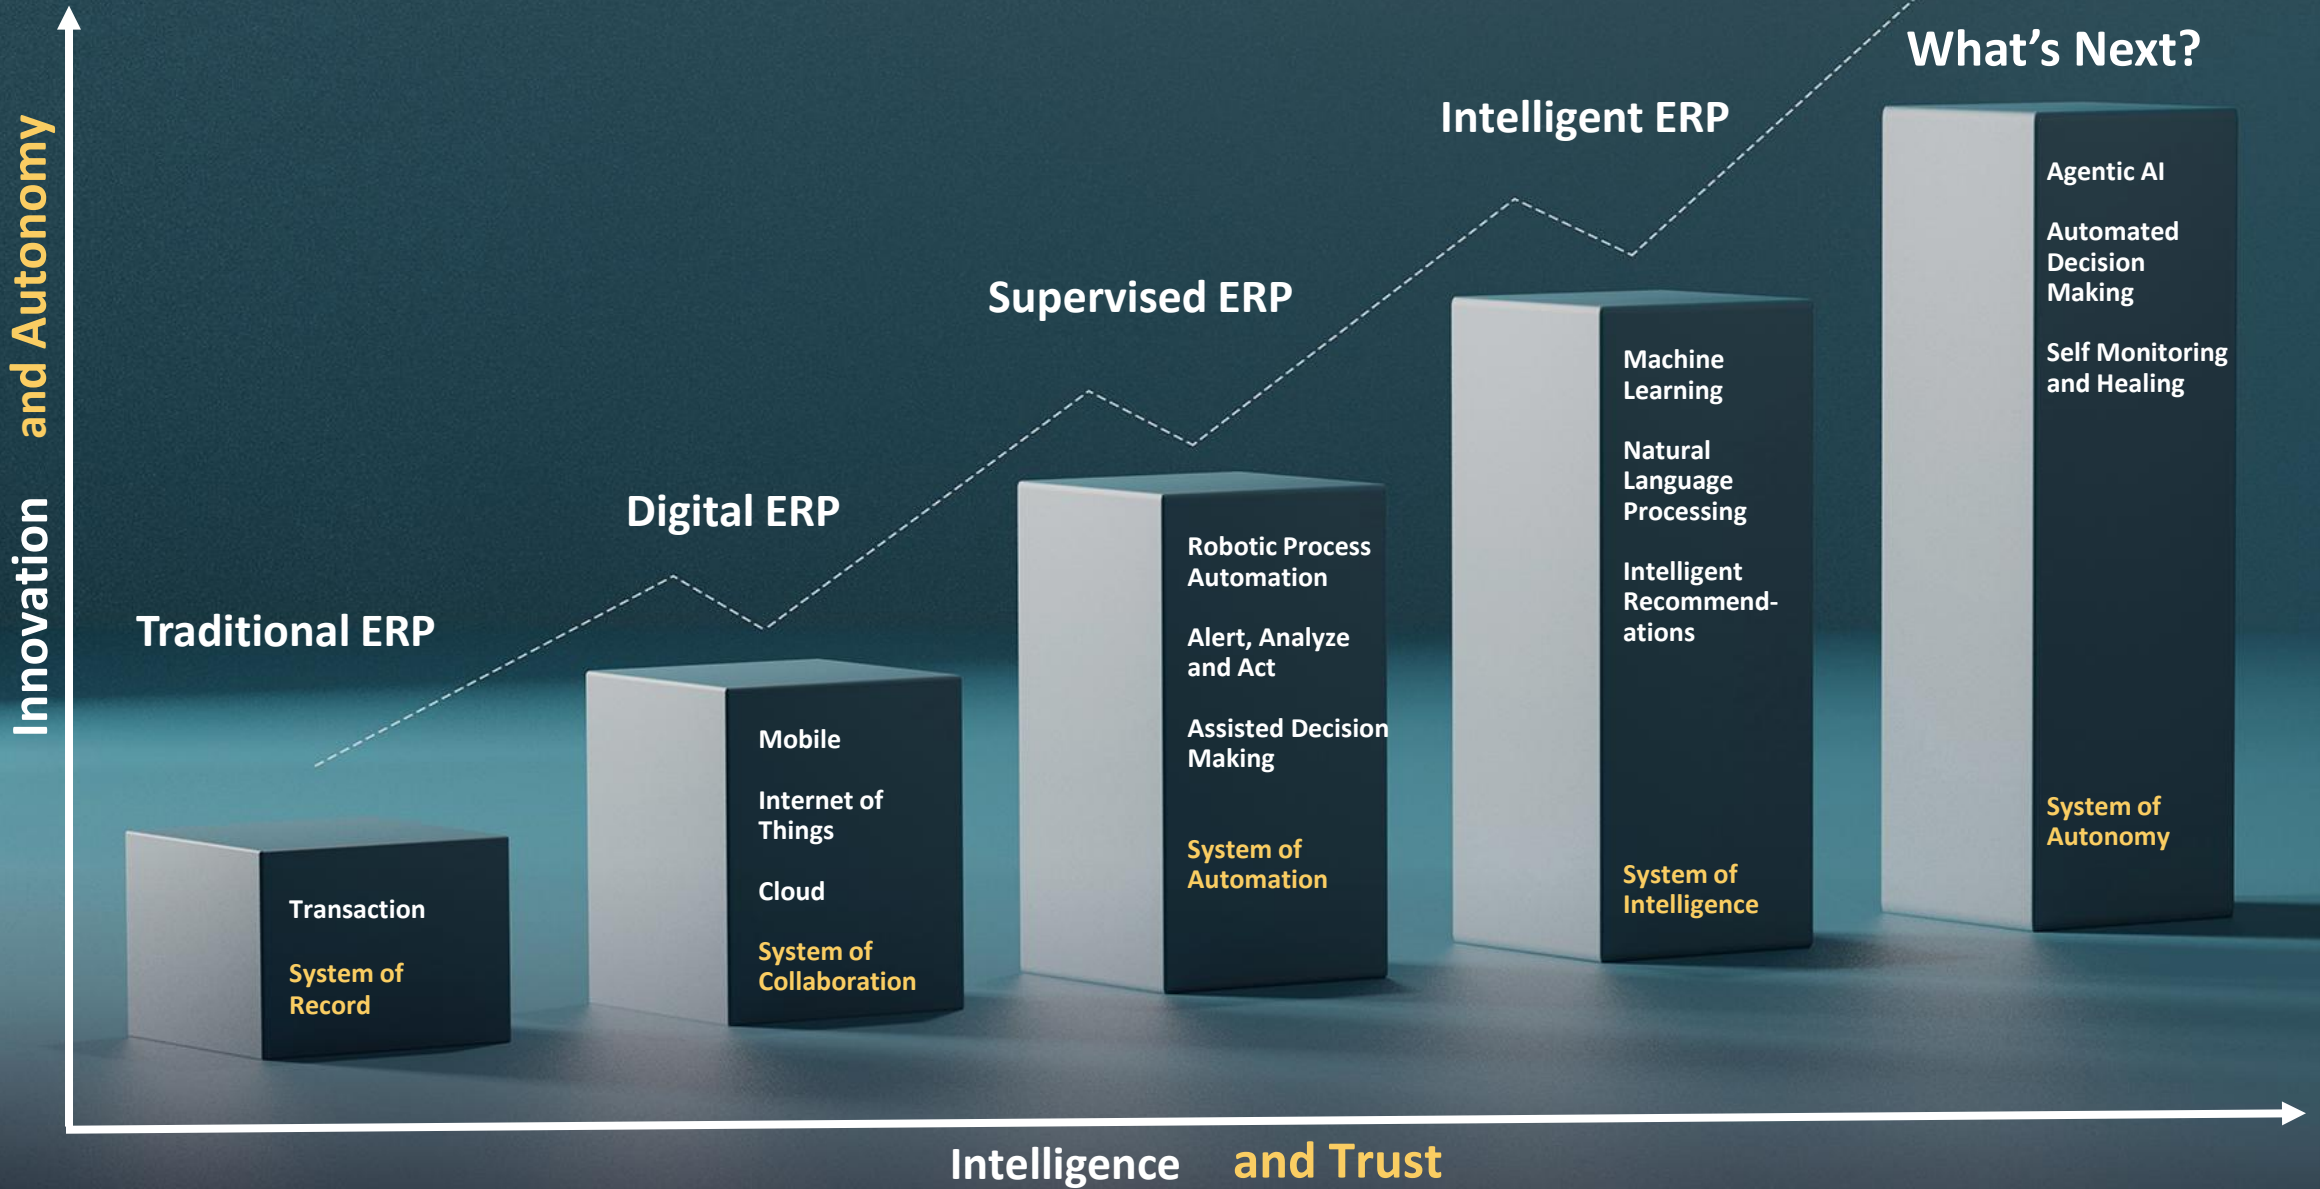 Innovation and Autonomy
Traditional ERP
Transaction
System of
Record
Digital ERP
Mobile
Internet of
Things
Cloud
System of
Collaboration
Supervised ERP
Robotic Process
Automation
Alert, Analyze
and Act
Assisted Decision
Making
System of
Automation
Intelligent ERP
Machine
Learning
Natural
Language
Processing
Intelligent
Recommend-
ations
System of
Intelligence
What's Next?
Agentic AI
Automated
Decision
Making
Self Monitoring
and Healing
System of
Autonomy
Intelligence and Trust